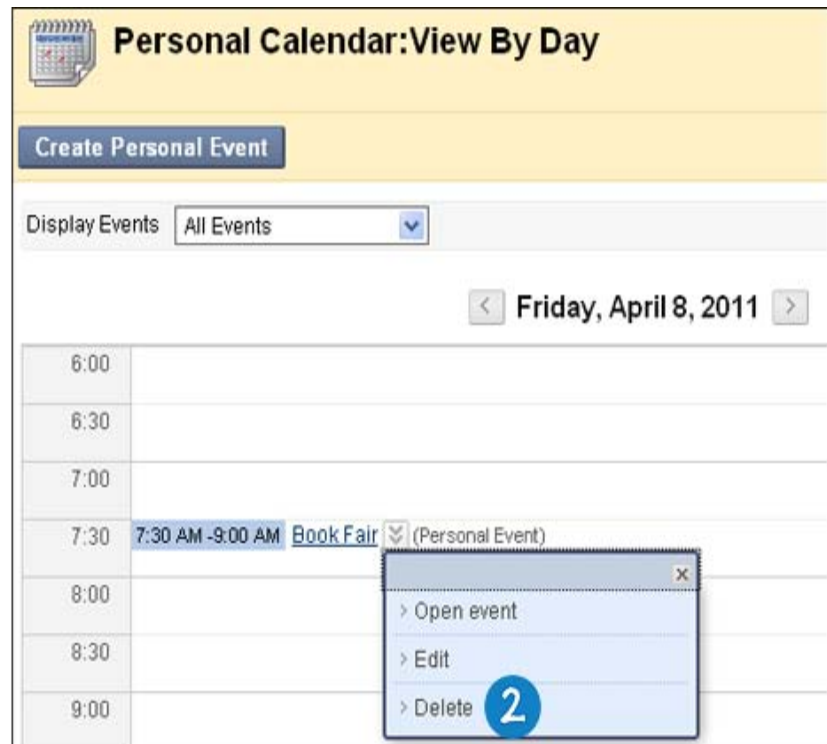 Personal Calendar:View By Day
Create Personal Event
Display Events All Events
Friday, April 8, 2011
6:00
6:30
7:00
7:30 7:30 AM -9:00 AM Book Fair (Personal Event)
8:00
> Open event
8:30
> Edit
9:00
> Delete 2